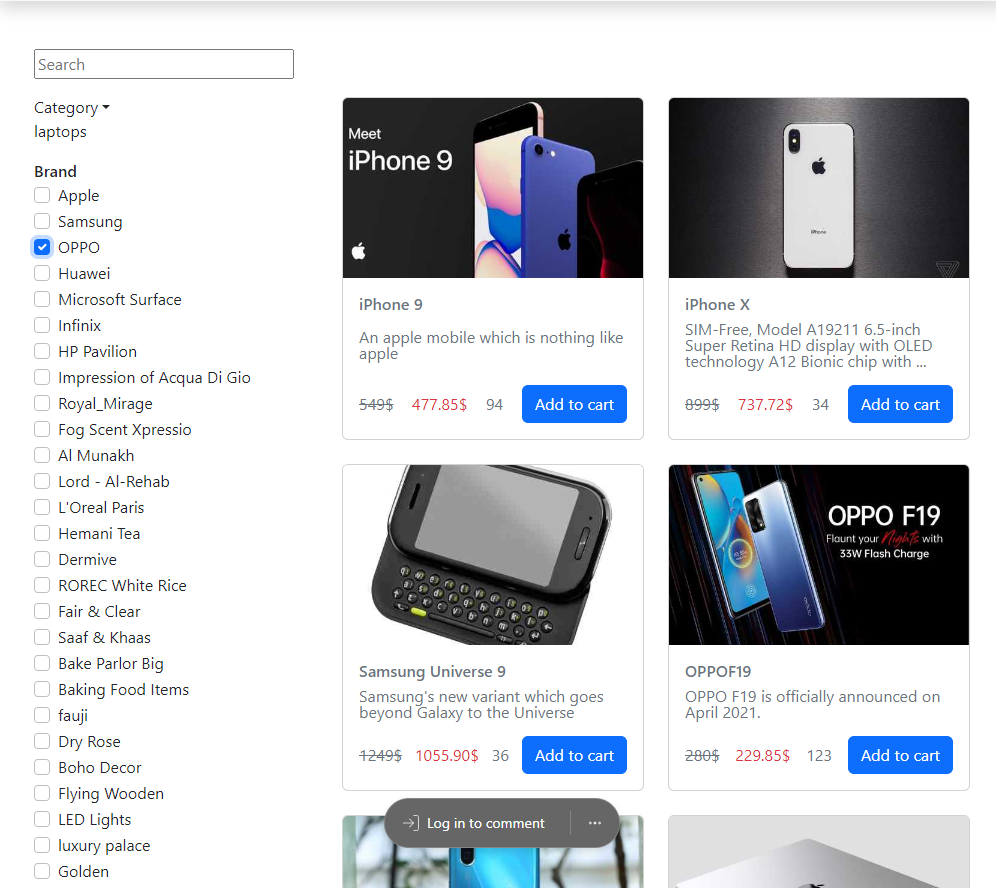 Search
Category
laptops
Brand
Apple
Samsung
OPPO
Huawei
Microsoft Surface
Infinix
HP Pavilion
Impression of Acqua Di Gio
Royal_Mirage
Fog Scent Xpressio
Al Munakh
Lord - Al-Rehab
L'Oreal Paris
Hemani Tea
Dermive
ROREC White Rice
Fair & Clear
Saaf & Khaas
Bake Parlor Big
Baking Food Items
fauji
Dry Rose
Boho Decor
Flying Wooden
LED Lights
luxury palace
Golden
Meet
iPhone 9
iPhone 9
An apple mobile which is nothing like
apple
549$ 477.85$ 94 Add to cart
iPhone
iPhone X
SIM-Free, Model A19211 6.5-inch
Super Retina HD display with OLED
technology A12 Bionic chip with ...
899$ 737.72$ 34 Add to cart
Samsung Universe 9
Samsung's new variant which goes
beyond Galaxy to the Universe
1249$ 1055.90$ 36 Add to cart
OPPO F19
Flaunt your Nights with
33W Flash Charge
OPPOF19
OPPO F19 is officially announced on
April 2021.
280$ 229.85$ 123 Add to cart
Log in to comment